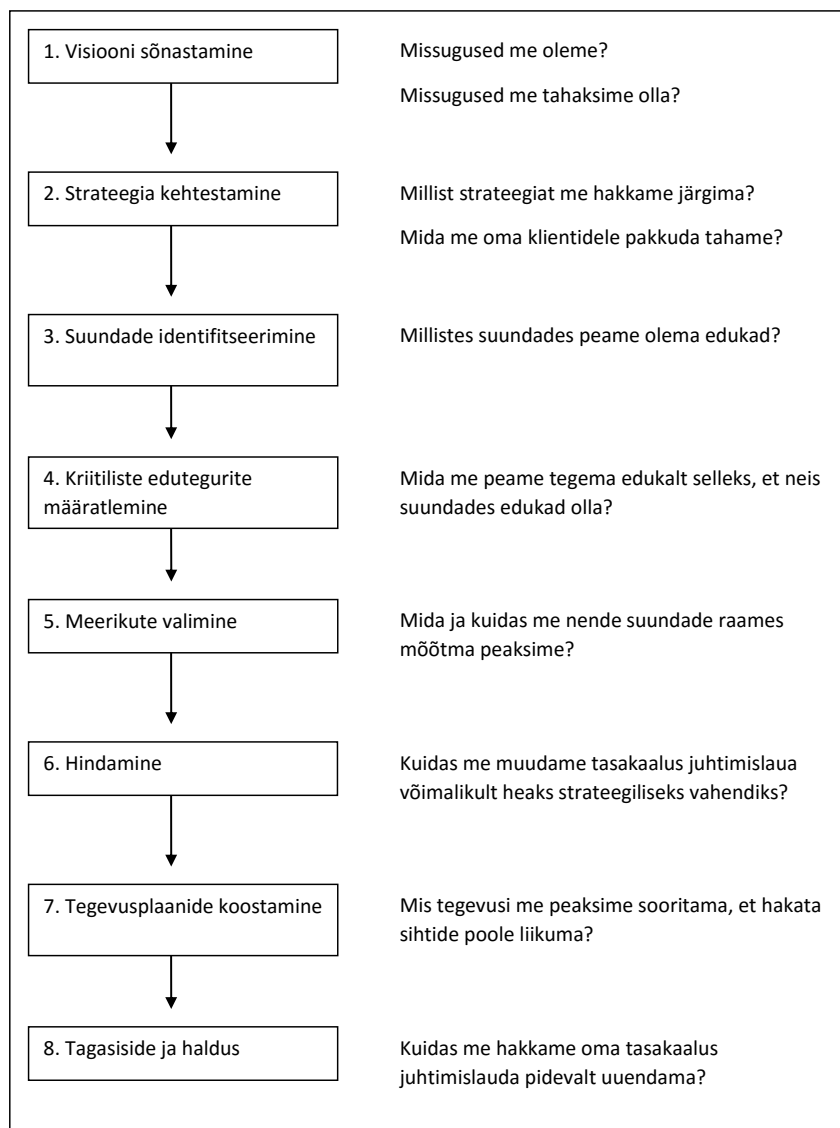 1. Visiooni sõnastamine
Missugused me oleme?
Missugused me tahaksime olla?
2. Strateegia kehtestamine
Millist strateegiat me hakkame järgima?
Mida me oma klientidele pakkuda tahame?
3. Suundade identifitseerimine
Millistes suundades peame olema edukad?
4. Kriitiliste edutegurite
määratlemine
Mida me peame tegema edukalt selleks, et neis
suundades edukad olla?
5. Meerikute valimine
Mida ja kuidas me nende suundade raames
mõõtma peaksime?
6. Hindamine
Kuidas me muudame tasakaalus juhtimislaua
võimalikult heaks strateegiliseks vahendiks?
7. Tegevusplaanide koostamine
Mis tegevusi me peaksime sooritama, et hakata
sihtide poole liikuma?
8. Tagasiside ja haldus
Kuidas me hakkame oma tasakaalus
juhtimislauda pidevalt uuendama?